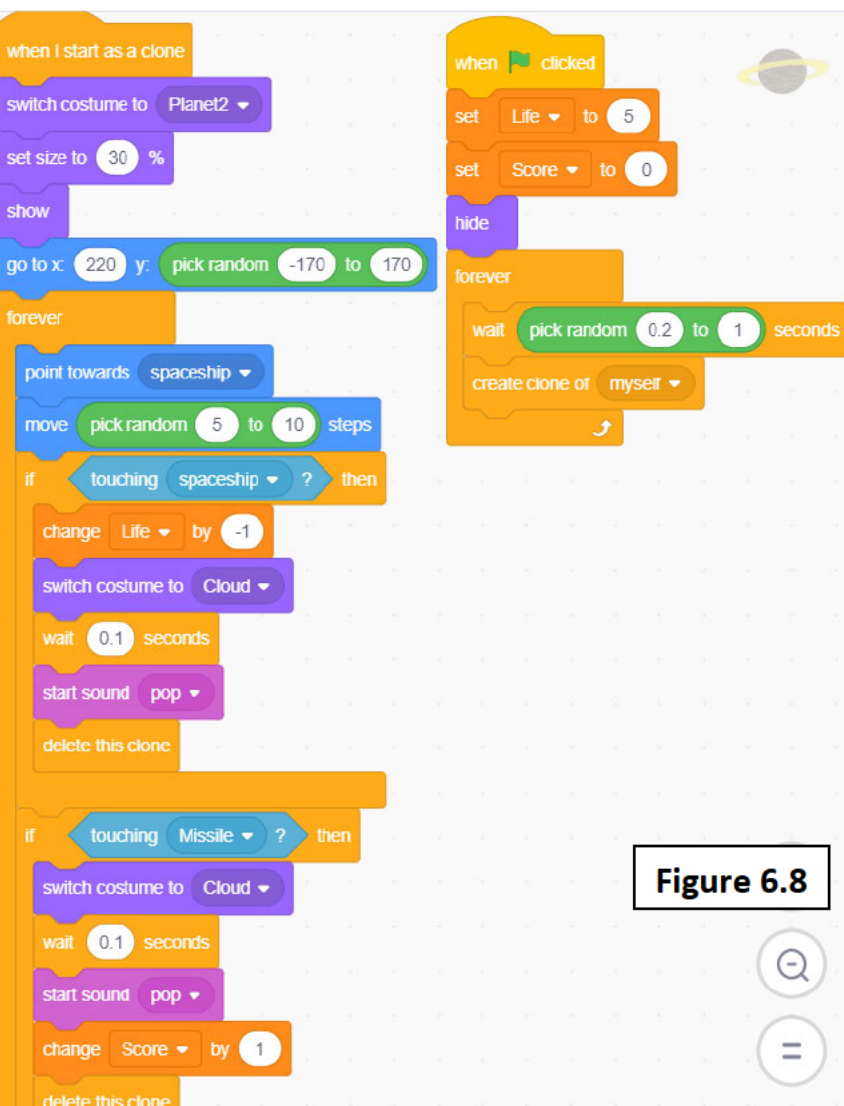 when I start as a clone
switch costume to Planet2
set size to 30 %
show
go to x: 220 y: pick random -170 to 170
forever
point towards spaceship
move pick random 5 to 10 steps
if touching spaceship ? then
change Life by -1
switch costume to Cloud
wait 0.1 seconds
start sound pop
delete this clone
if touching Missile ? then
switch costume to Cloud
wait 0.1 seconds
start sound pop
change Score by 1
delete this clone
when clicked
set Life to 5
set Score to 0
hide
forever
wait pick random 0.2 to 1 seconds
create clone of myself
Figure 6.8